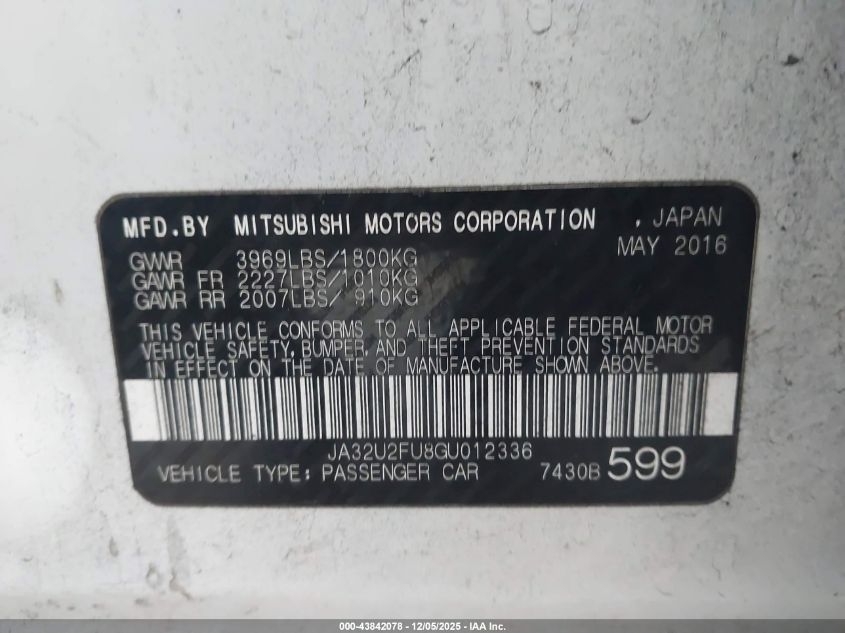 MFD.BY MITSUBISHI MOTORS CORPORATION , JAPAN
MAY 2016
GVWR 3969LBS/1800KG
GAWR FR 2227LBS/1010KG
GAWR RR 2007LBS/ 910KG
THIS VEHICLE CONFORMS TO ALL APPLICABLE FEDERAL MOTOR
VEHICLE SAFETY, BUMPER, AND THEFT PREVENTION STANDARDS
IN EFFECT ON THE DATE OF MANUFACTURE SHOWN ABOVE.
JA32U2FU8GU012336
VEHICLE TYPE: PASSENGER CAR 7430B 599
000-43842078 - 12/05/2025 - IAA Inc.